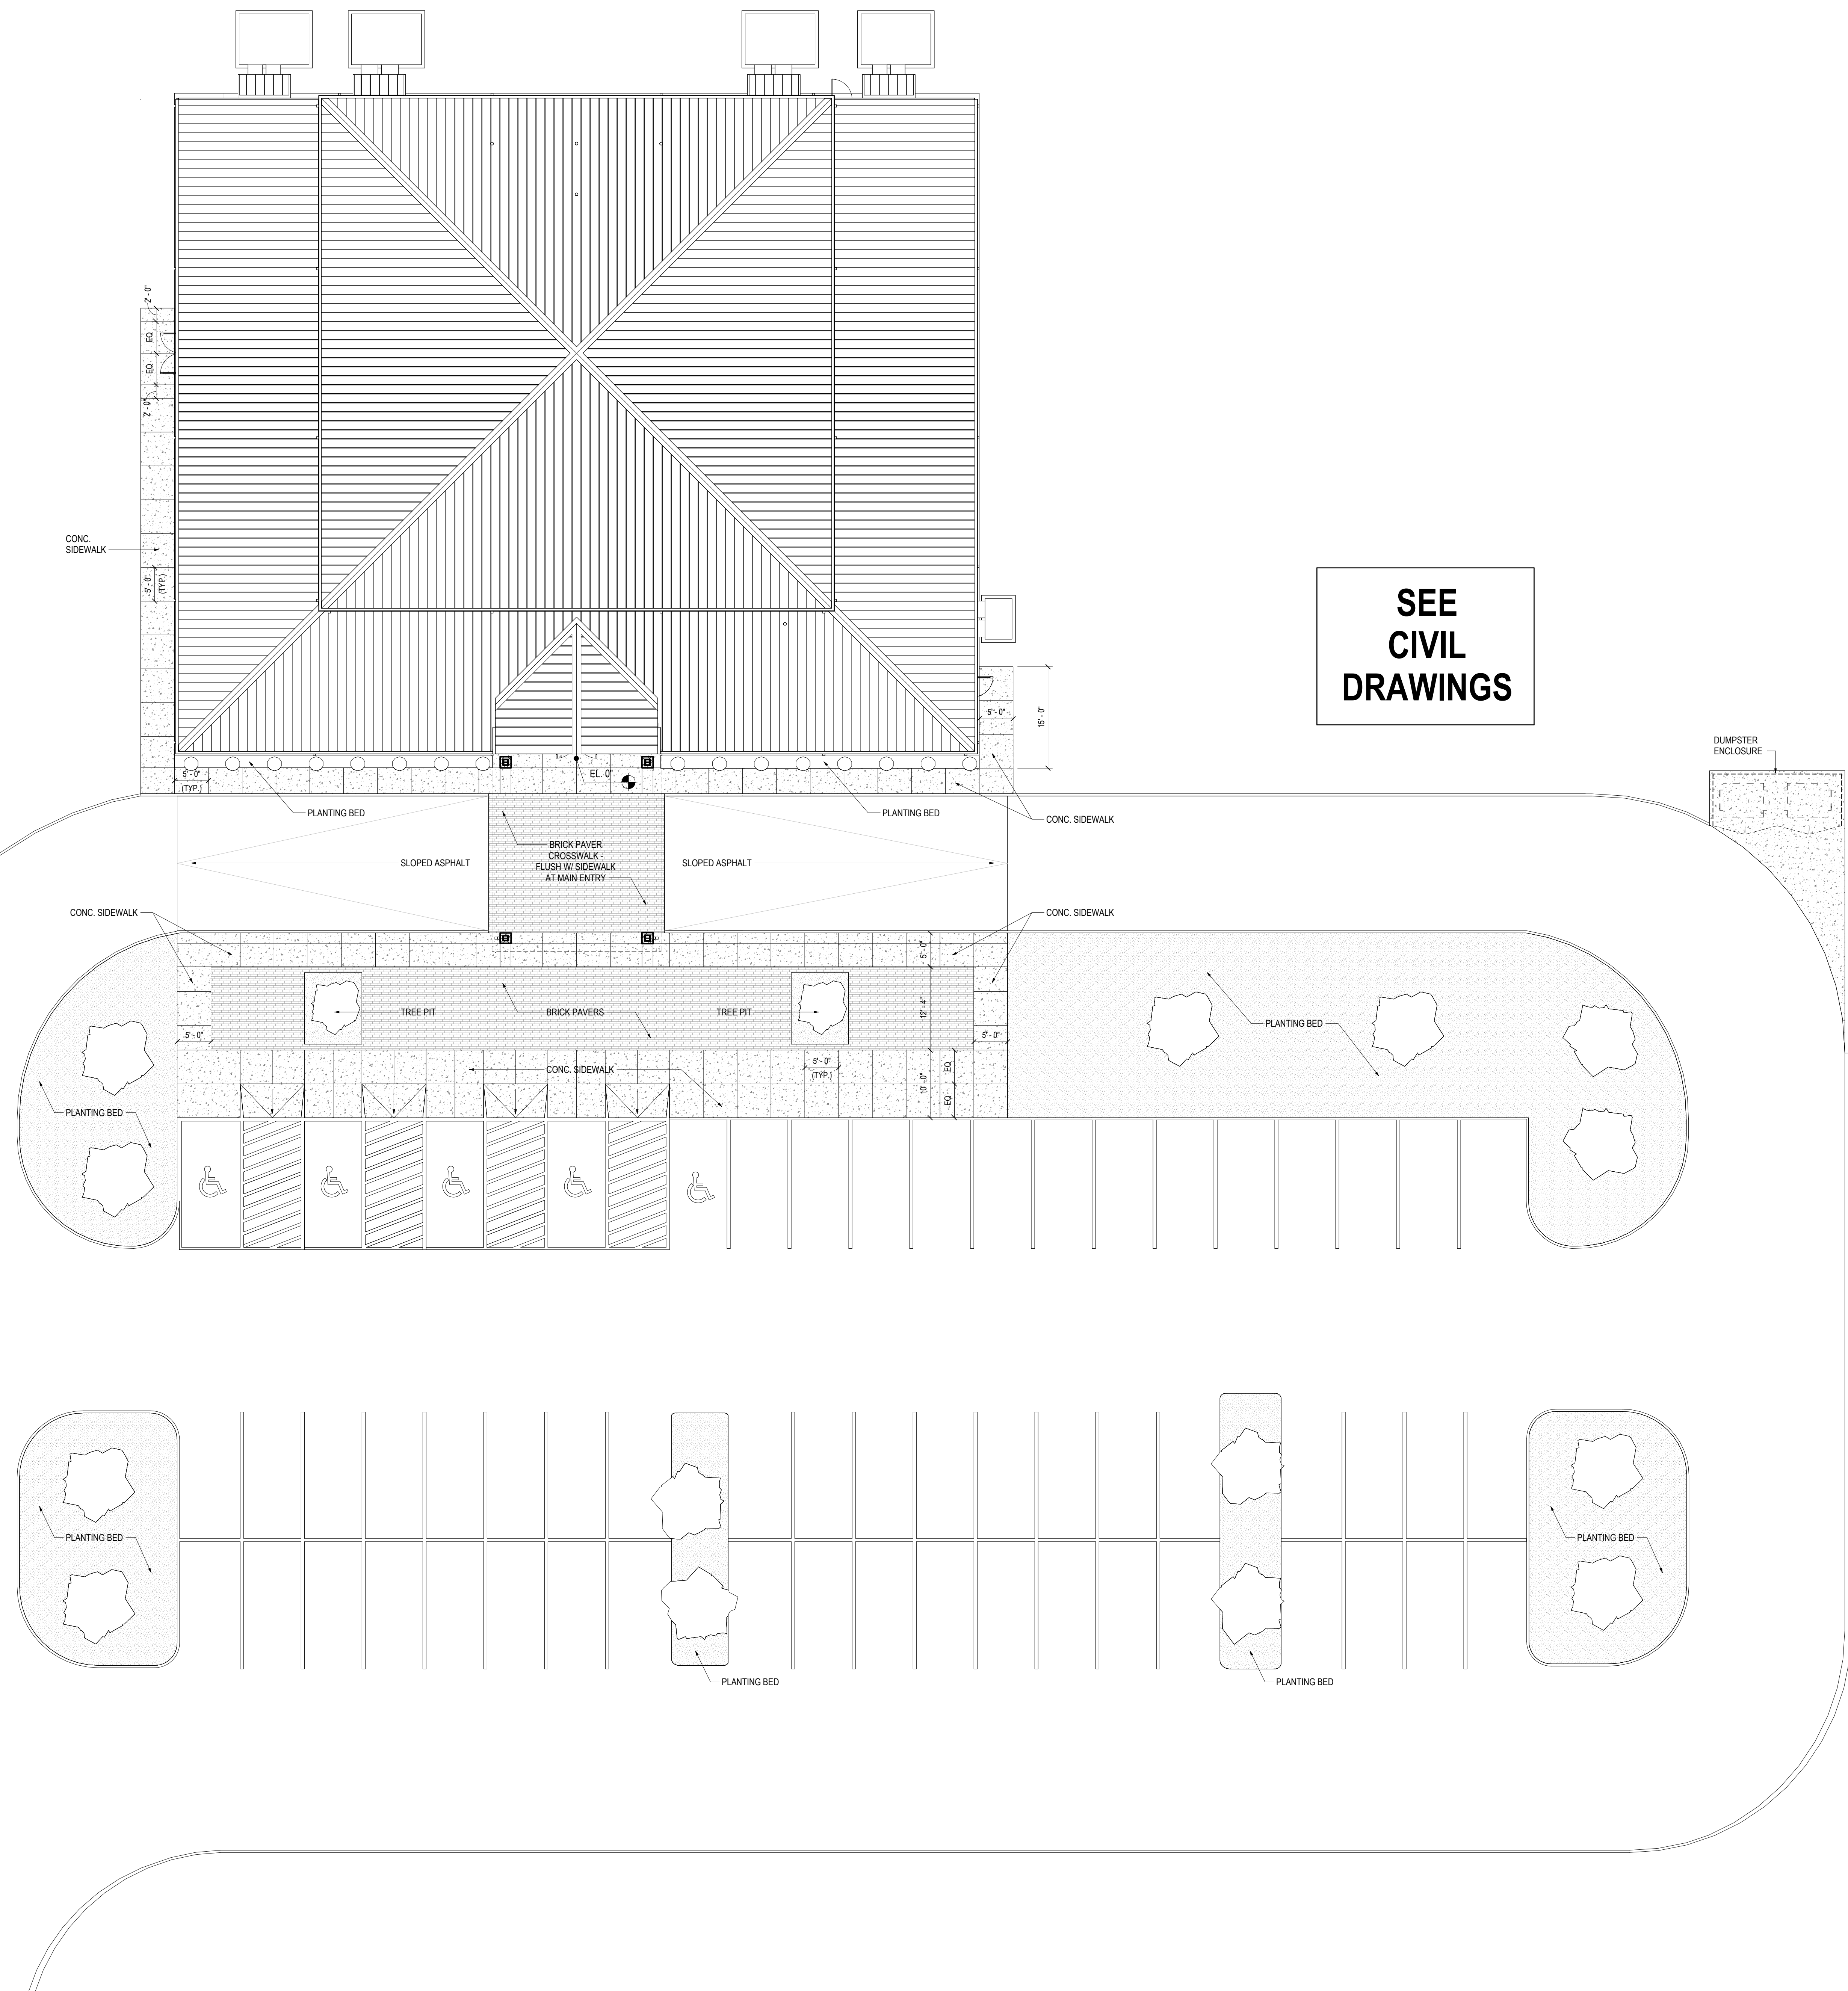 2' - 0"
EQ
EQ
2' - 0"
CONC.
SIDEWALK
5' - 0"
(TYP.)
SEE
CIVIL
DRAWINGS
5' - 0"
15' - 0"
DUMPSTER
ENCLOSURE
5' - 0"
(TYP.)
EL. 0"
PLANTING BED
PLANTING BED
CONC. SIDEWALK
BRICK PAVER
CROSSWALK -
FLUSH W/ SIDEWALK
AT MAIN ENTRY
SLOPED ASPHALT
SLOPED ASPHALT
CONC. SIDEWALK
CONC. SIDEWALK
5' - 0"
12' - 4"
TREE PIT
BRICK PAVERS
TREE PIT
PLANTING BED
5' - 0"
5' - 0"
5' - 0"
(TYP.)
CONC. SIDEWALK
10' - 0"
EQ
EQ
PLANTING BED
PLANTING BED
PLANTING BED
PLANTING BED
PLANTING BED